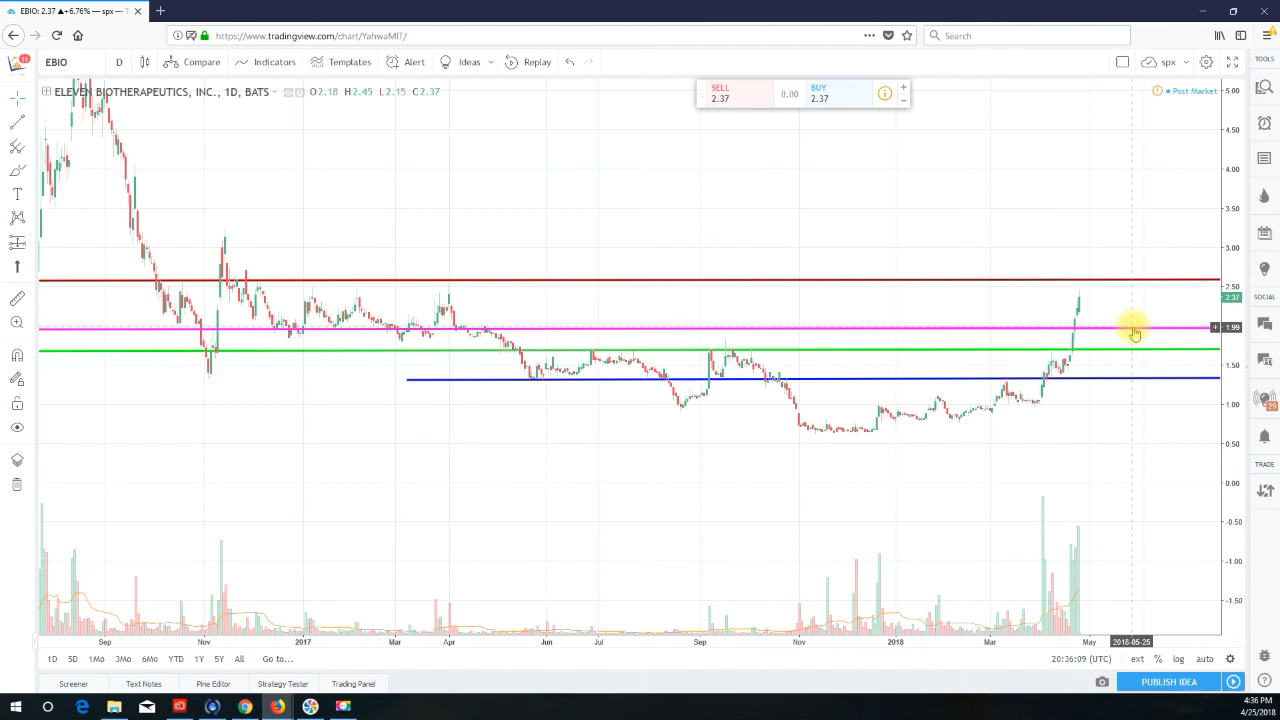 EBIO: 2.37 ▲+6.76% — spx — Tr
https://www.tradingview.com/chart/YahwaMIT/
Search
11
EBIO
D
Compare
Indicators
Templates
Alert
Ideas
Replay
spx
TOOLS
ELEVEN BIOTHERAPEUTICS, INC., 1D, BATS
O2.18 H2.45 L2.15 C2.37
SELL
2.37
0.00
BUY
2.37
Post Market
5.00
4.50
4.00
3.50
3.00
2.50
2.37
1.99
1.50
1.00
0.50
0.00
-0.50
-1.00
-1.50
SOCIAL
29
TRADE
Sep
Nov
2017
Mar
Apr
Jun
Jul
Sep
Nov
2018
Mar
May
2018-05-25
1D
5D
1Mo
3Mo
6Mo
YTD
1Y
5Y
All
Go to...
20:36:09 (UTC)
ext
%
log
auto
Screener
Text Notes
Pine Editor
Strategy Tester
Trading Panel
PUBLISH IDEA
4:36 PM
4/25/2018